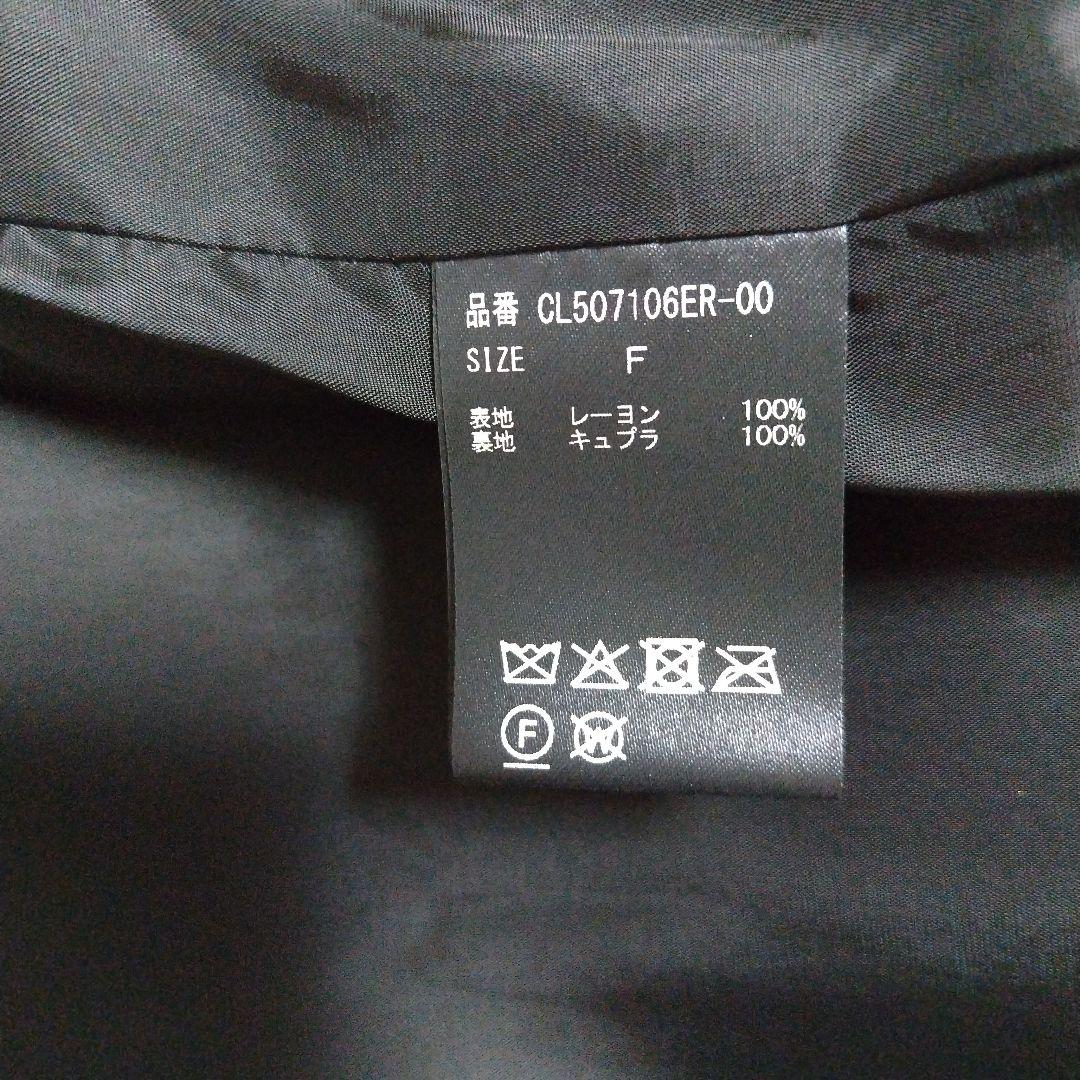 品番 CL507106ER-00
SIZE F
表地 レーヨン 100%
裏地 キュプラ 100%
F W